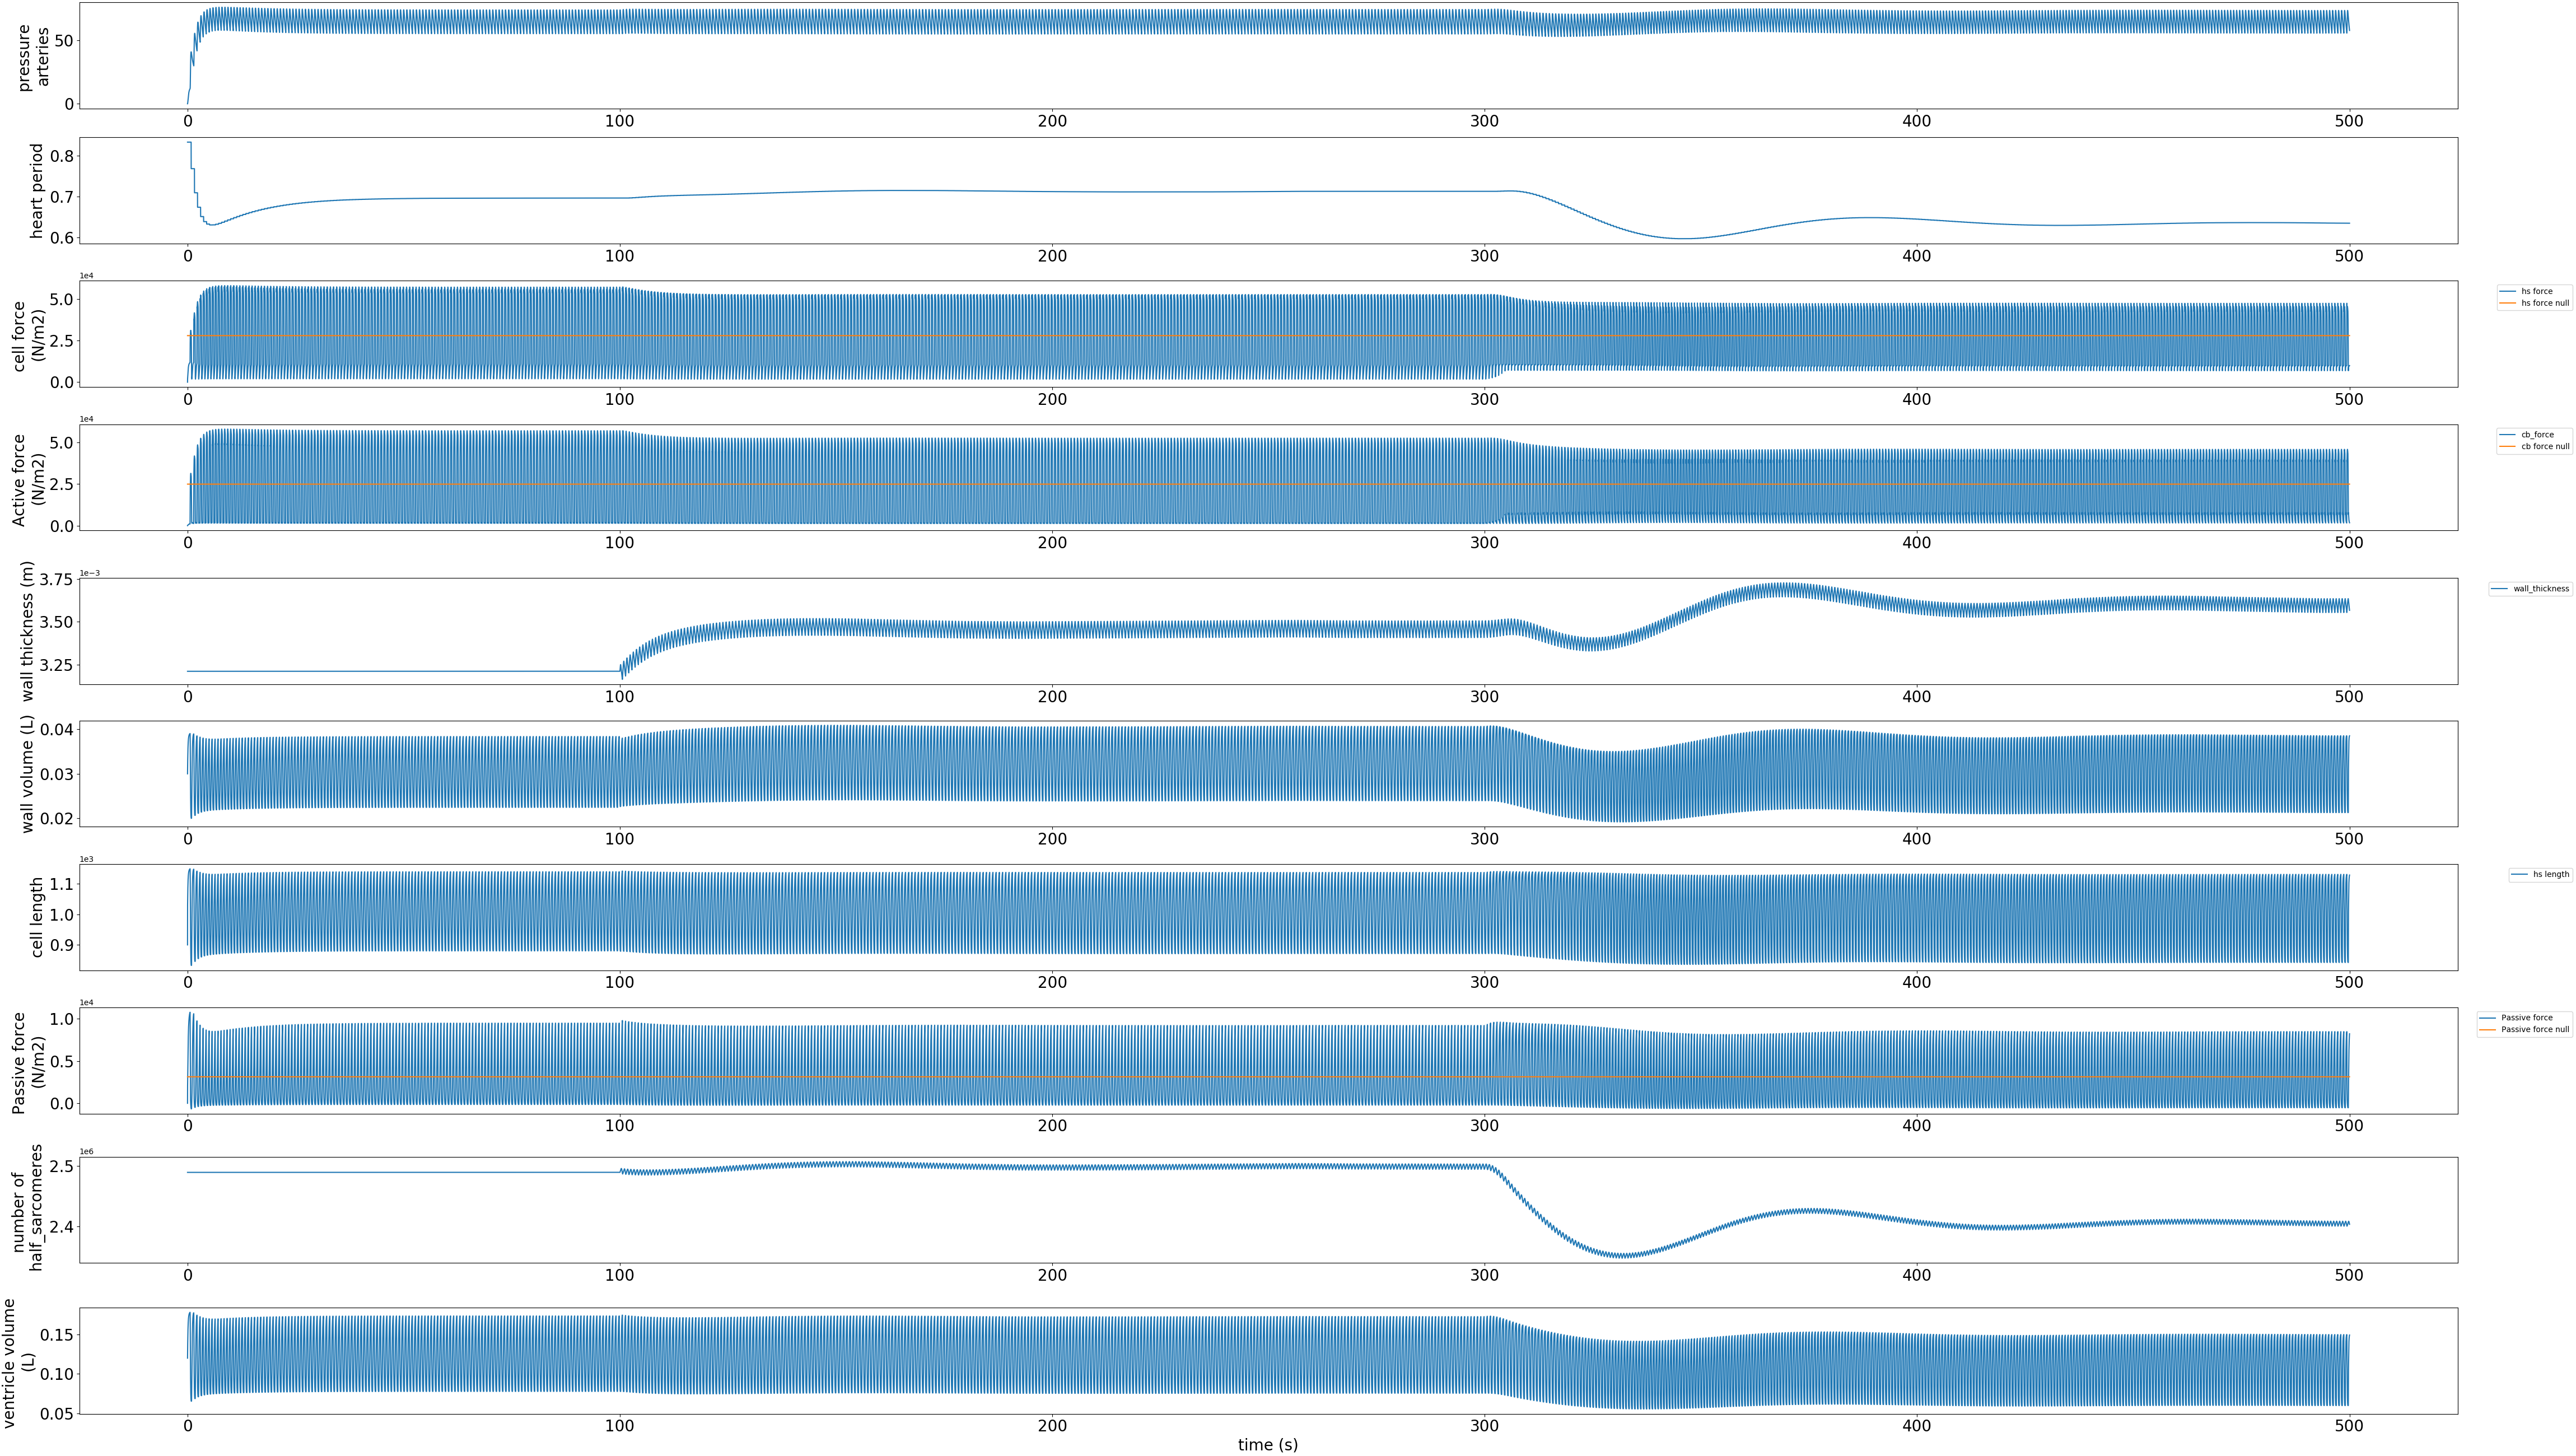 pressure
arteries
50
0
0 100 200 300 400 500
heart period
0.8
0.7
0.6
0 100 200 300 400 500
1e4
cell force
(N/m2)
5.0
2.5
0.0
hs force
hs force null
0 100 200 300 400 500
1e4
Active force
(N/m2)
5.0
2.5
0.0
cb_force
cb force null
0 100 200 300 400 500
1e−3
wall thickness (m)
3.75
3.50
3.25
wall_thickness
0 100 200 300 400 500
wall volume (L)
0.04
0.03
0.02
0 100 200 300 400 500
1e3
cell length
1.1
1.0
0.9
hs length
0 100 200 300 400 500
1e4
Passive force
(N/m2)
1.0
0.5
0.0
Passive force
Passive force null
0 100 200 300 400 500
1e6
number of
half_sarcomeres
2.5
2.4
0 100 200 300 400 500
ventricle volume
(L)
0.15
0.10
0.05
0 100 200 300 400 500
time (s)